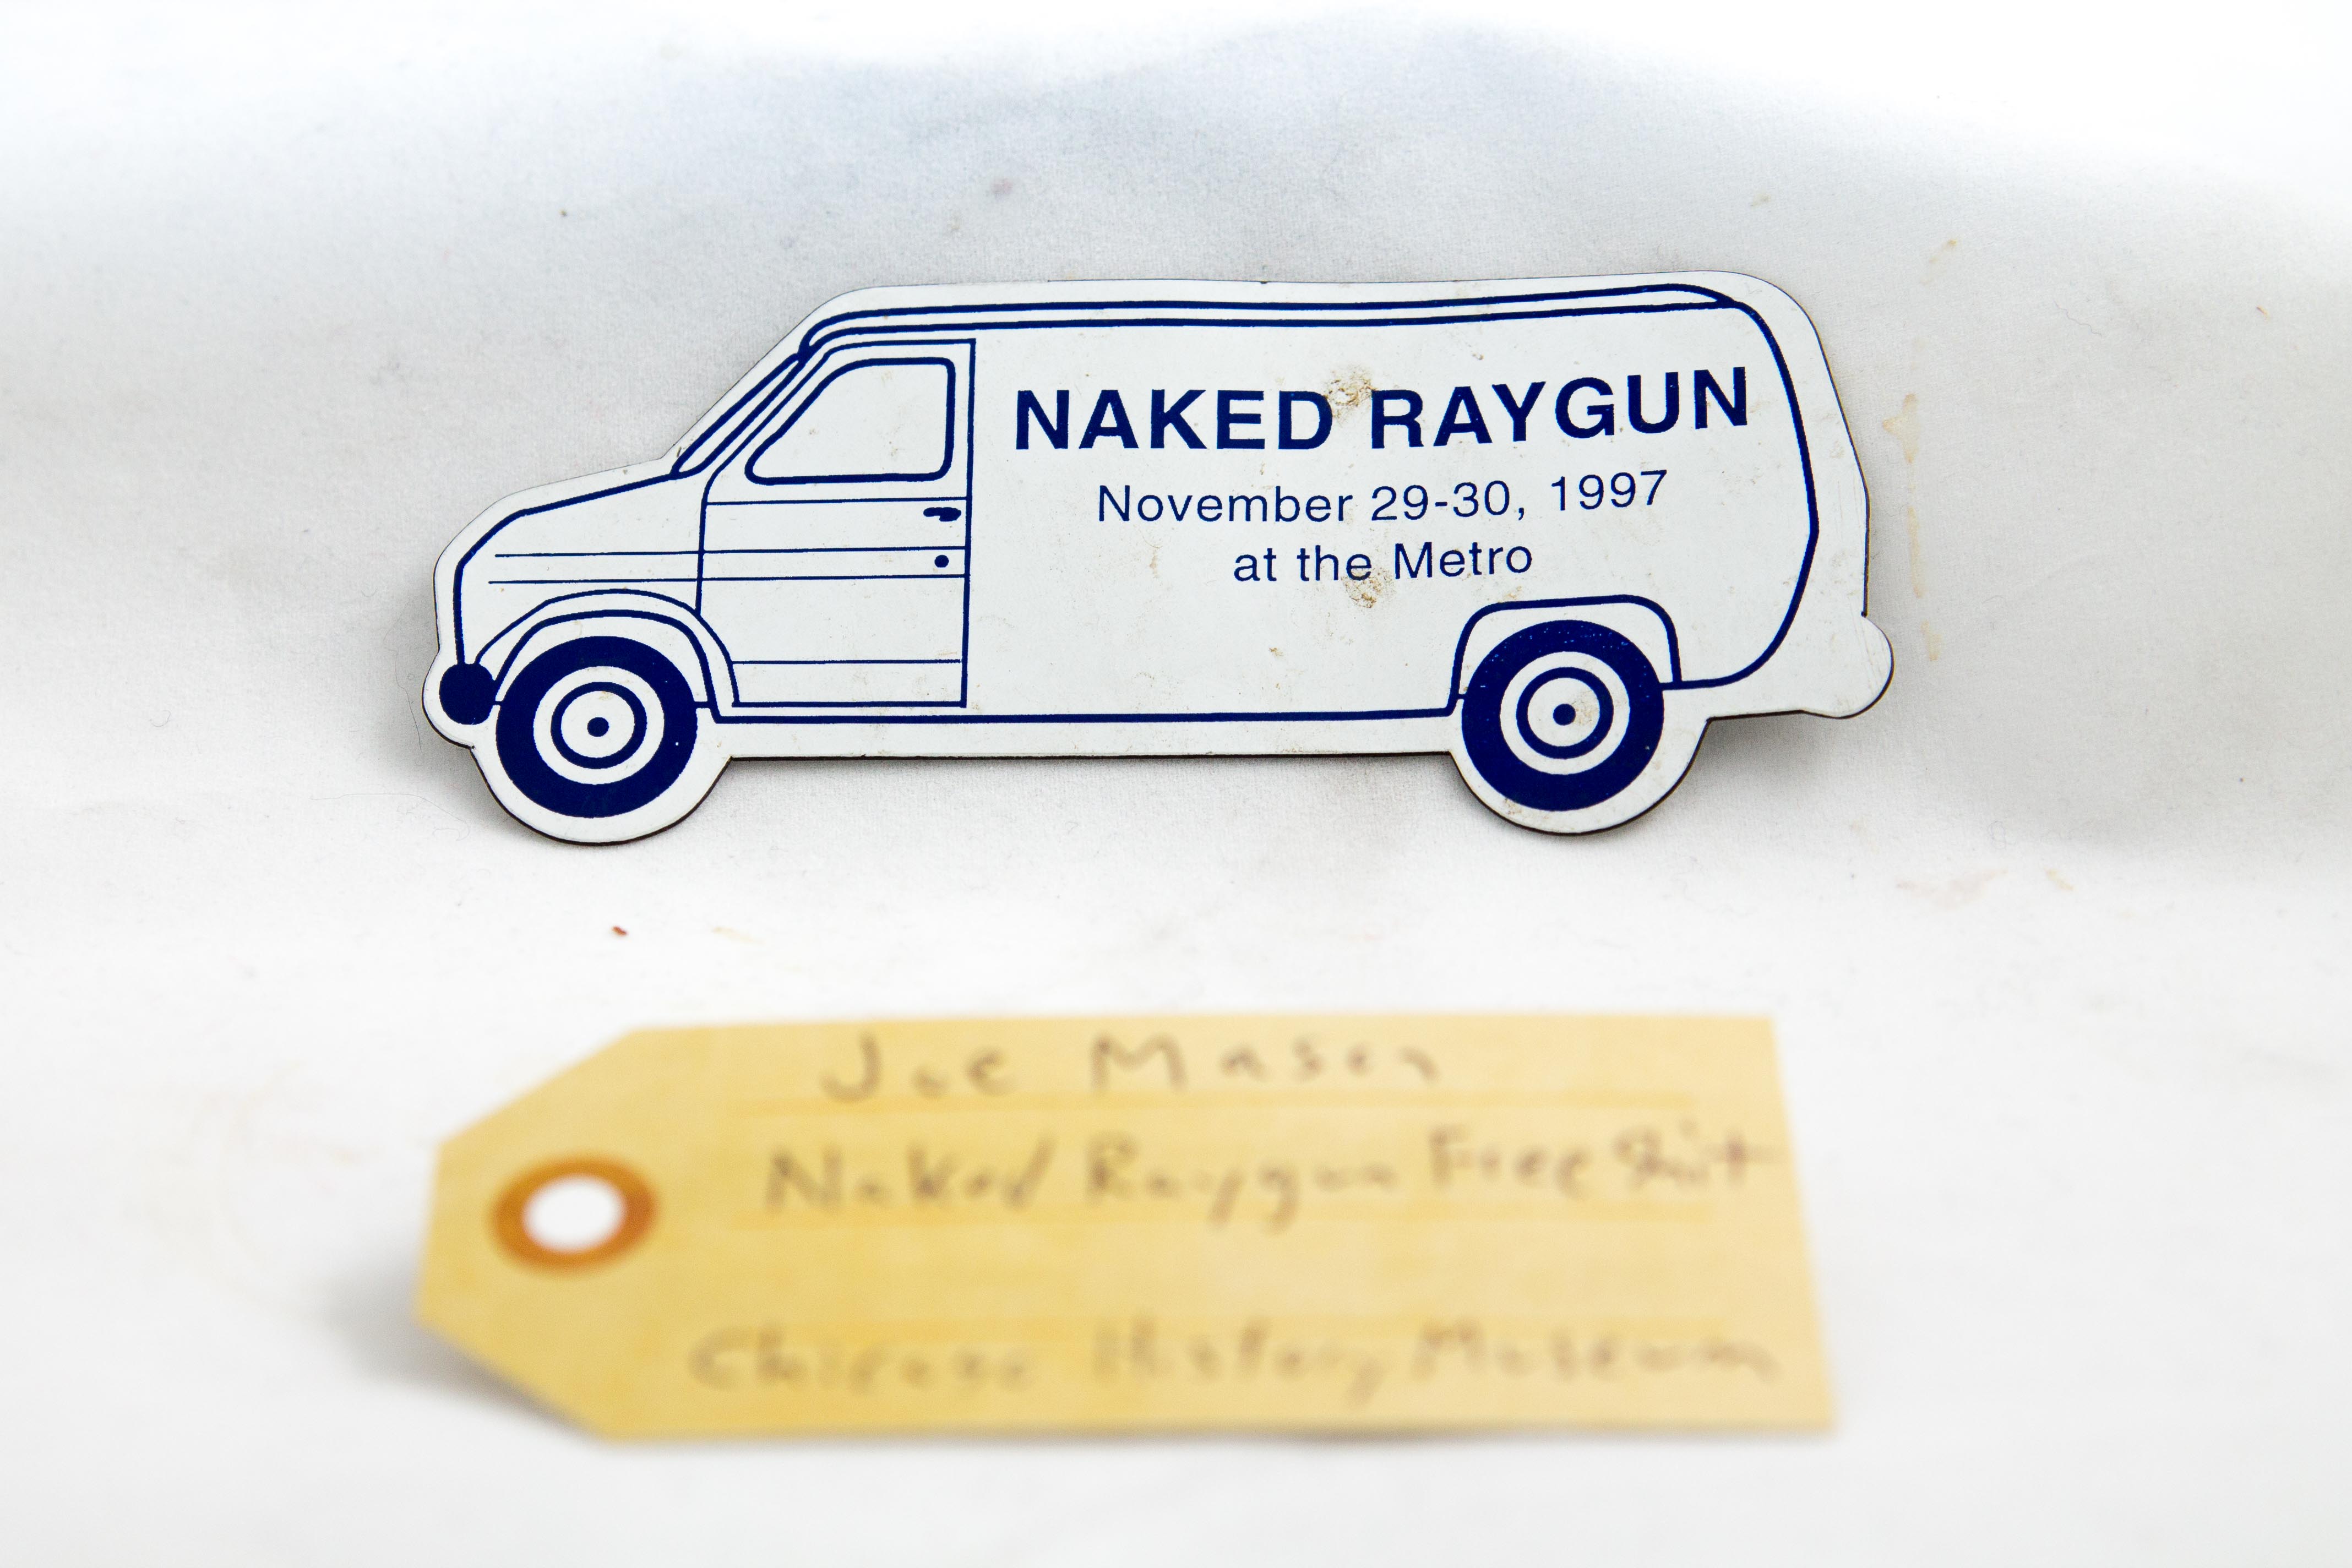 NAKED RAYGUN
November 29-30, 1997
at the Metro
Joe Mason
Naked Raygun Free Shit
Chicago History Museum